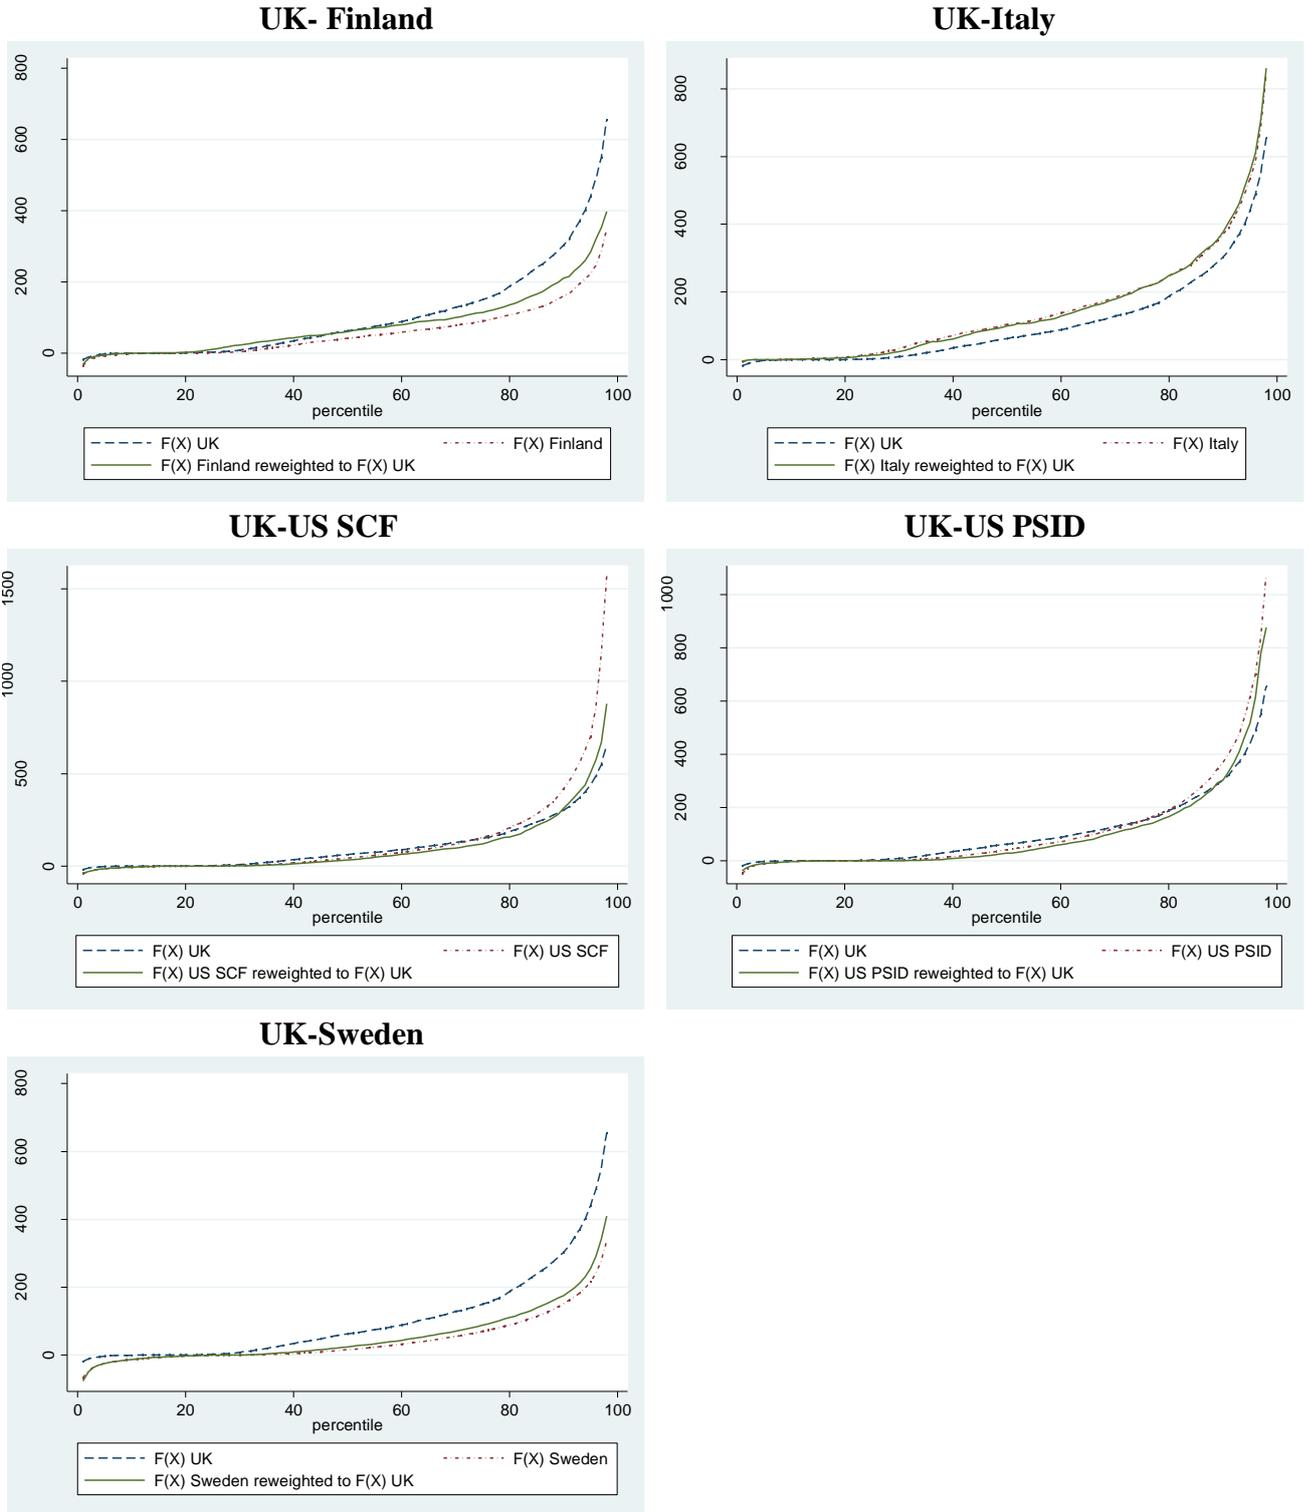 UK- Finland
800
600
400
200
0
0 20 40 60 80 100
percentile
F(X) UK F(X) Finland
F(X) Finland reweighted to F(X) UK
UK-Italy
800
600
400
200
0
0 20 40 60 80 100
percentile
F(X) UK F(X) Italy
F(X) Italy reweighted to F(X) UK
UK-US SCF
1500
1000
500
0
0 20 40 60 80 100
percentile
F(X) UK F(X) US SCF
F(X) US SCF reweighted to F(X) UK
UK-US PSID
1000
800
600
400
200
0
0 20 40 60 80 100
percentile
F(X) UK F(X) US PSID
F(X) US PSID reweighted to F(X) UK
UK-Sweden
800
600
400
200
0
0 20 40 60 80 100
percentile
F(X) UK F(X) Sweden
F(X) Sweden reweighted to F(X) UK